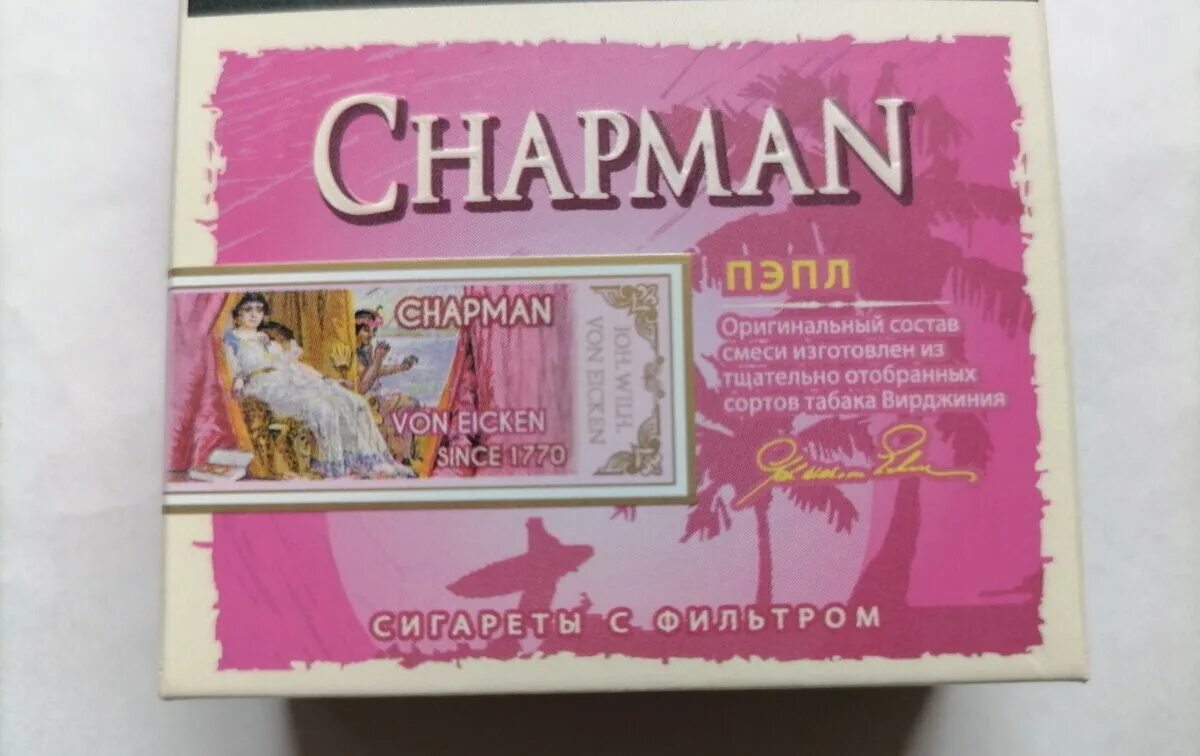 CHAPMAN
ПЭПЛ
Оригинальный состав
смеси изготовлен из
тщательно отобранных
сортов табака Вирджиния
CHAPMAN
VON EICKEN
SINCE 1770
JOH. WILH.
VON EICKEN
СИГАРЕТЫ С ФИЛЬТРОМ